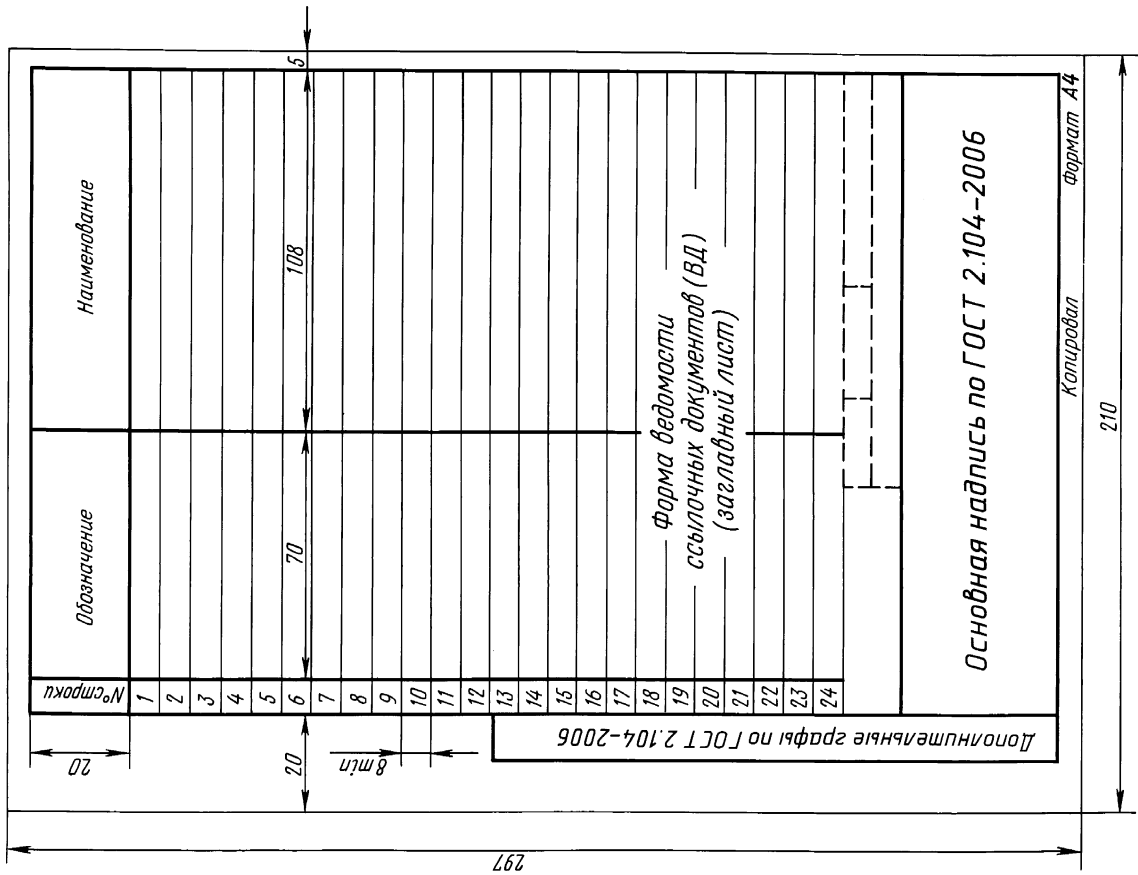 5
№ строки
Обозначение
Наименование
20
1
2
3
4
5
6
20
70
108
7
8
9
8 min
10
11
12
13
14
15
16
17
18
19
20
21
22
23
24
Форма ведомости
ссылочных документов (ВД)
(заглавный лист)
Дополнительные графы по ГОСТ 2.104-2006
Основная надпись по ГОСТ 2.104-2006
Копировал
Формат А4
210
297